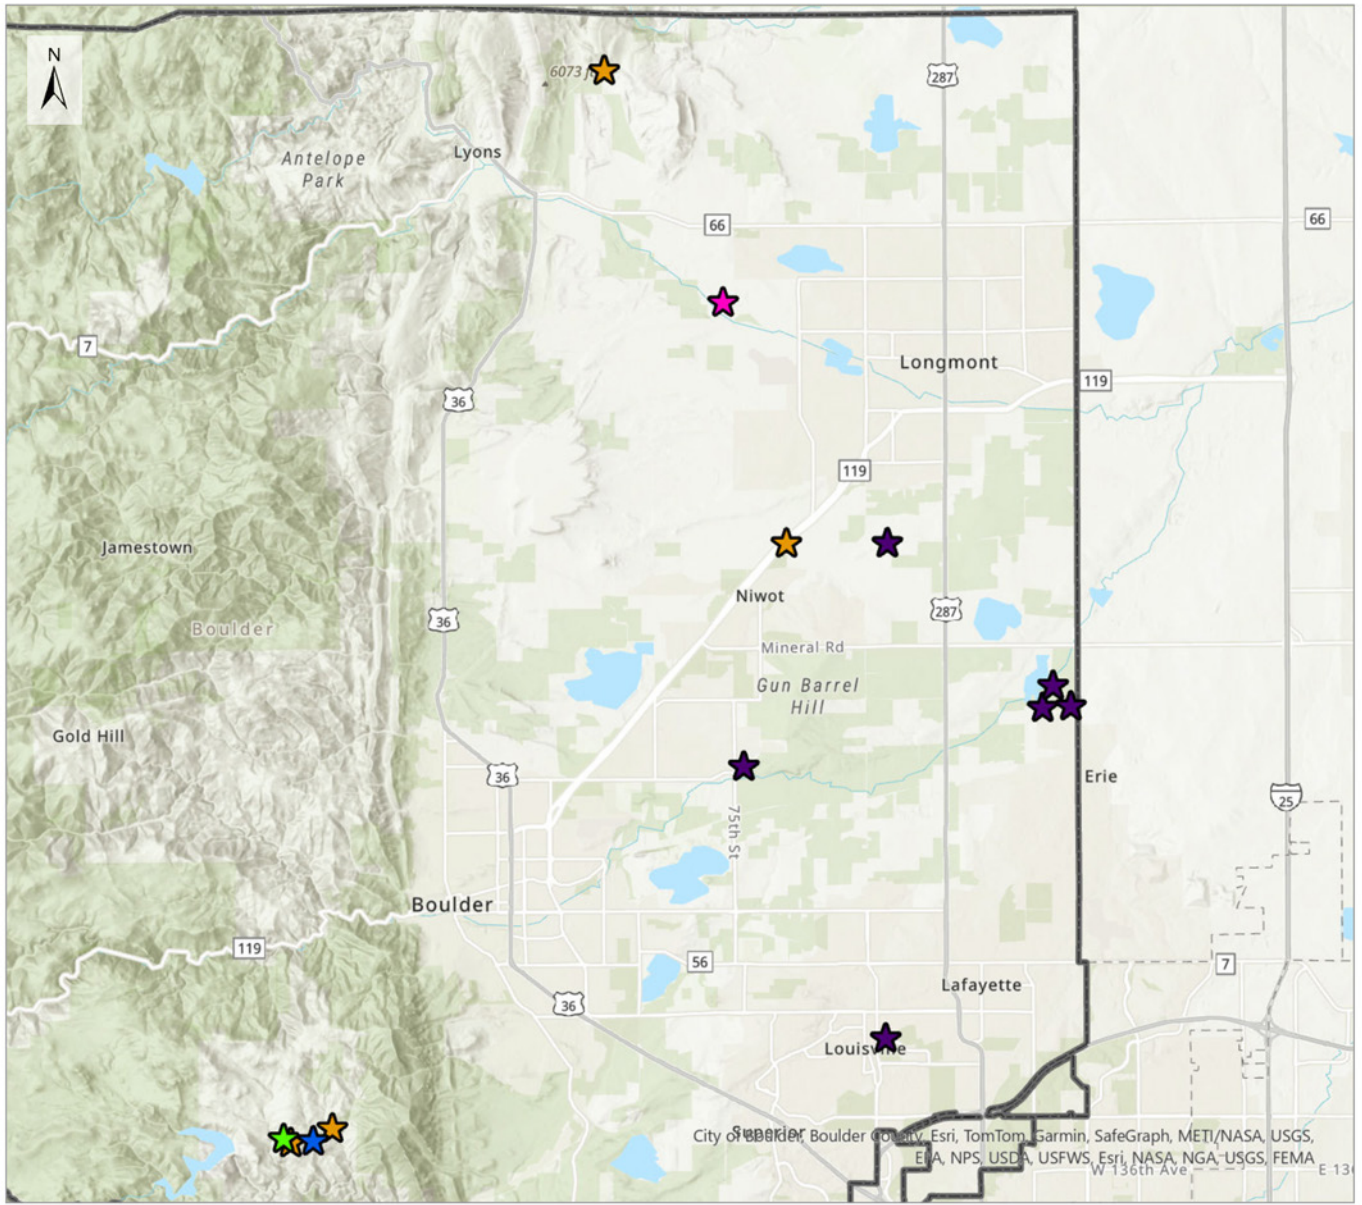 N
6073 f
287
Lyons
Antelope
Park
66
66
7
Longmont
119
36
119
Jamestown
Niwot
287
36
Boulder
Mineral Rd
Gun Barrel
Hill
Gold Hill
36
Erie
25
75th St
Boulder
119
56
7
Lafayette
36
Louisville
Superior
City of Boulder, Boulder County, Esri, TomTom, Garmin, SafeGraph, METI/NASA, USGS,
EPA, NPS, USDA, USFWS, Esri, NASA, NGA, USGS, FEMA
W 136th Ave
E 13